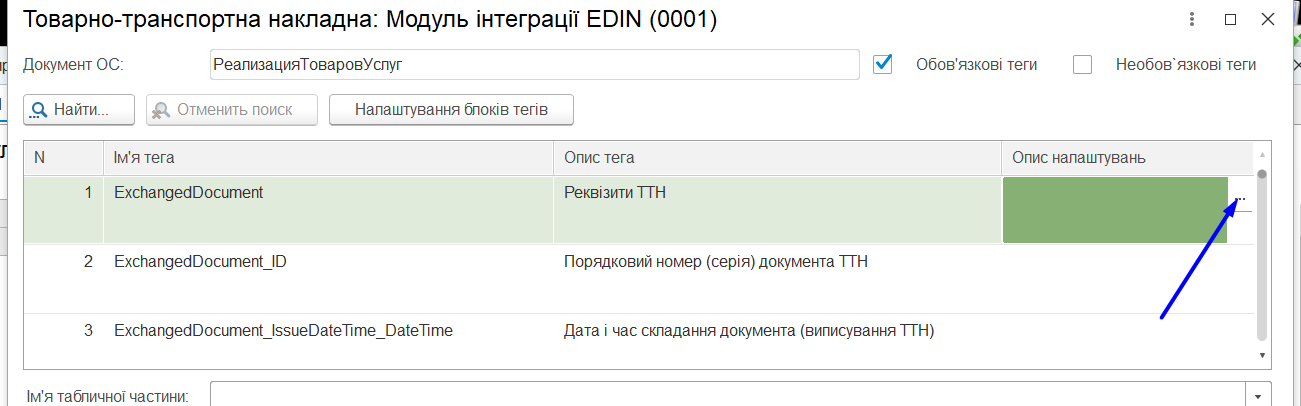 Товарно-транспортна накладна: Модуль інтеграції EDIN (0001)
Документ ОС: РеализацияТоваровУслуг Обов'язкові теги Необов`язкові теги
Найти... Отменить поиск Налаштування блоків тегів
N Ім'я тега Опис тега Опис налаштувань
1 ExchangedDocument Реквізити ТТН ...
2 ExchangedDocument_ID Порядковий номер (серія) документа ТТН
3 ExchangedDocument_IssueDateTime_DateTime Дата і час складання документа (виписування ТТН)
Ім'я табличної частини: